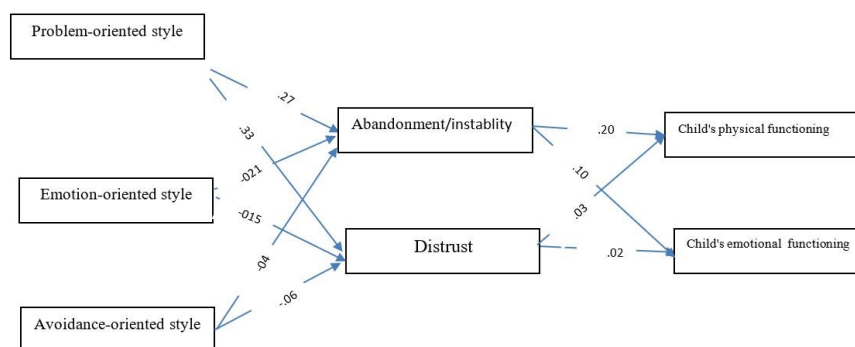 Problem-oriented style
.27
.33
Abandonment/instablity
.20
Child's physical functioning
Emotion-oriented style
-021
.10
-015
.03
Distrust
.02
Child's emotional functioning
-04
-.06
Avoidance-oriented style